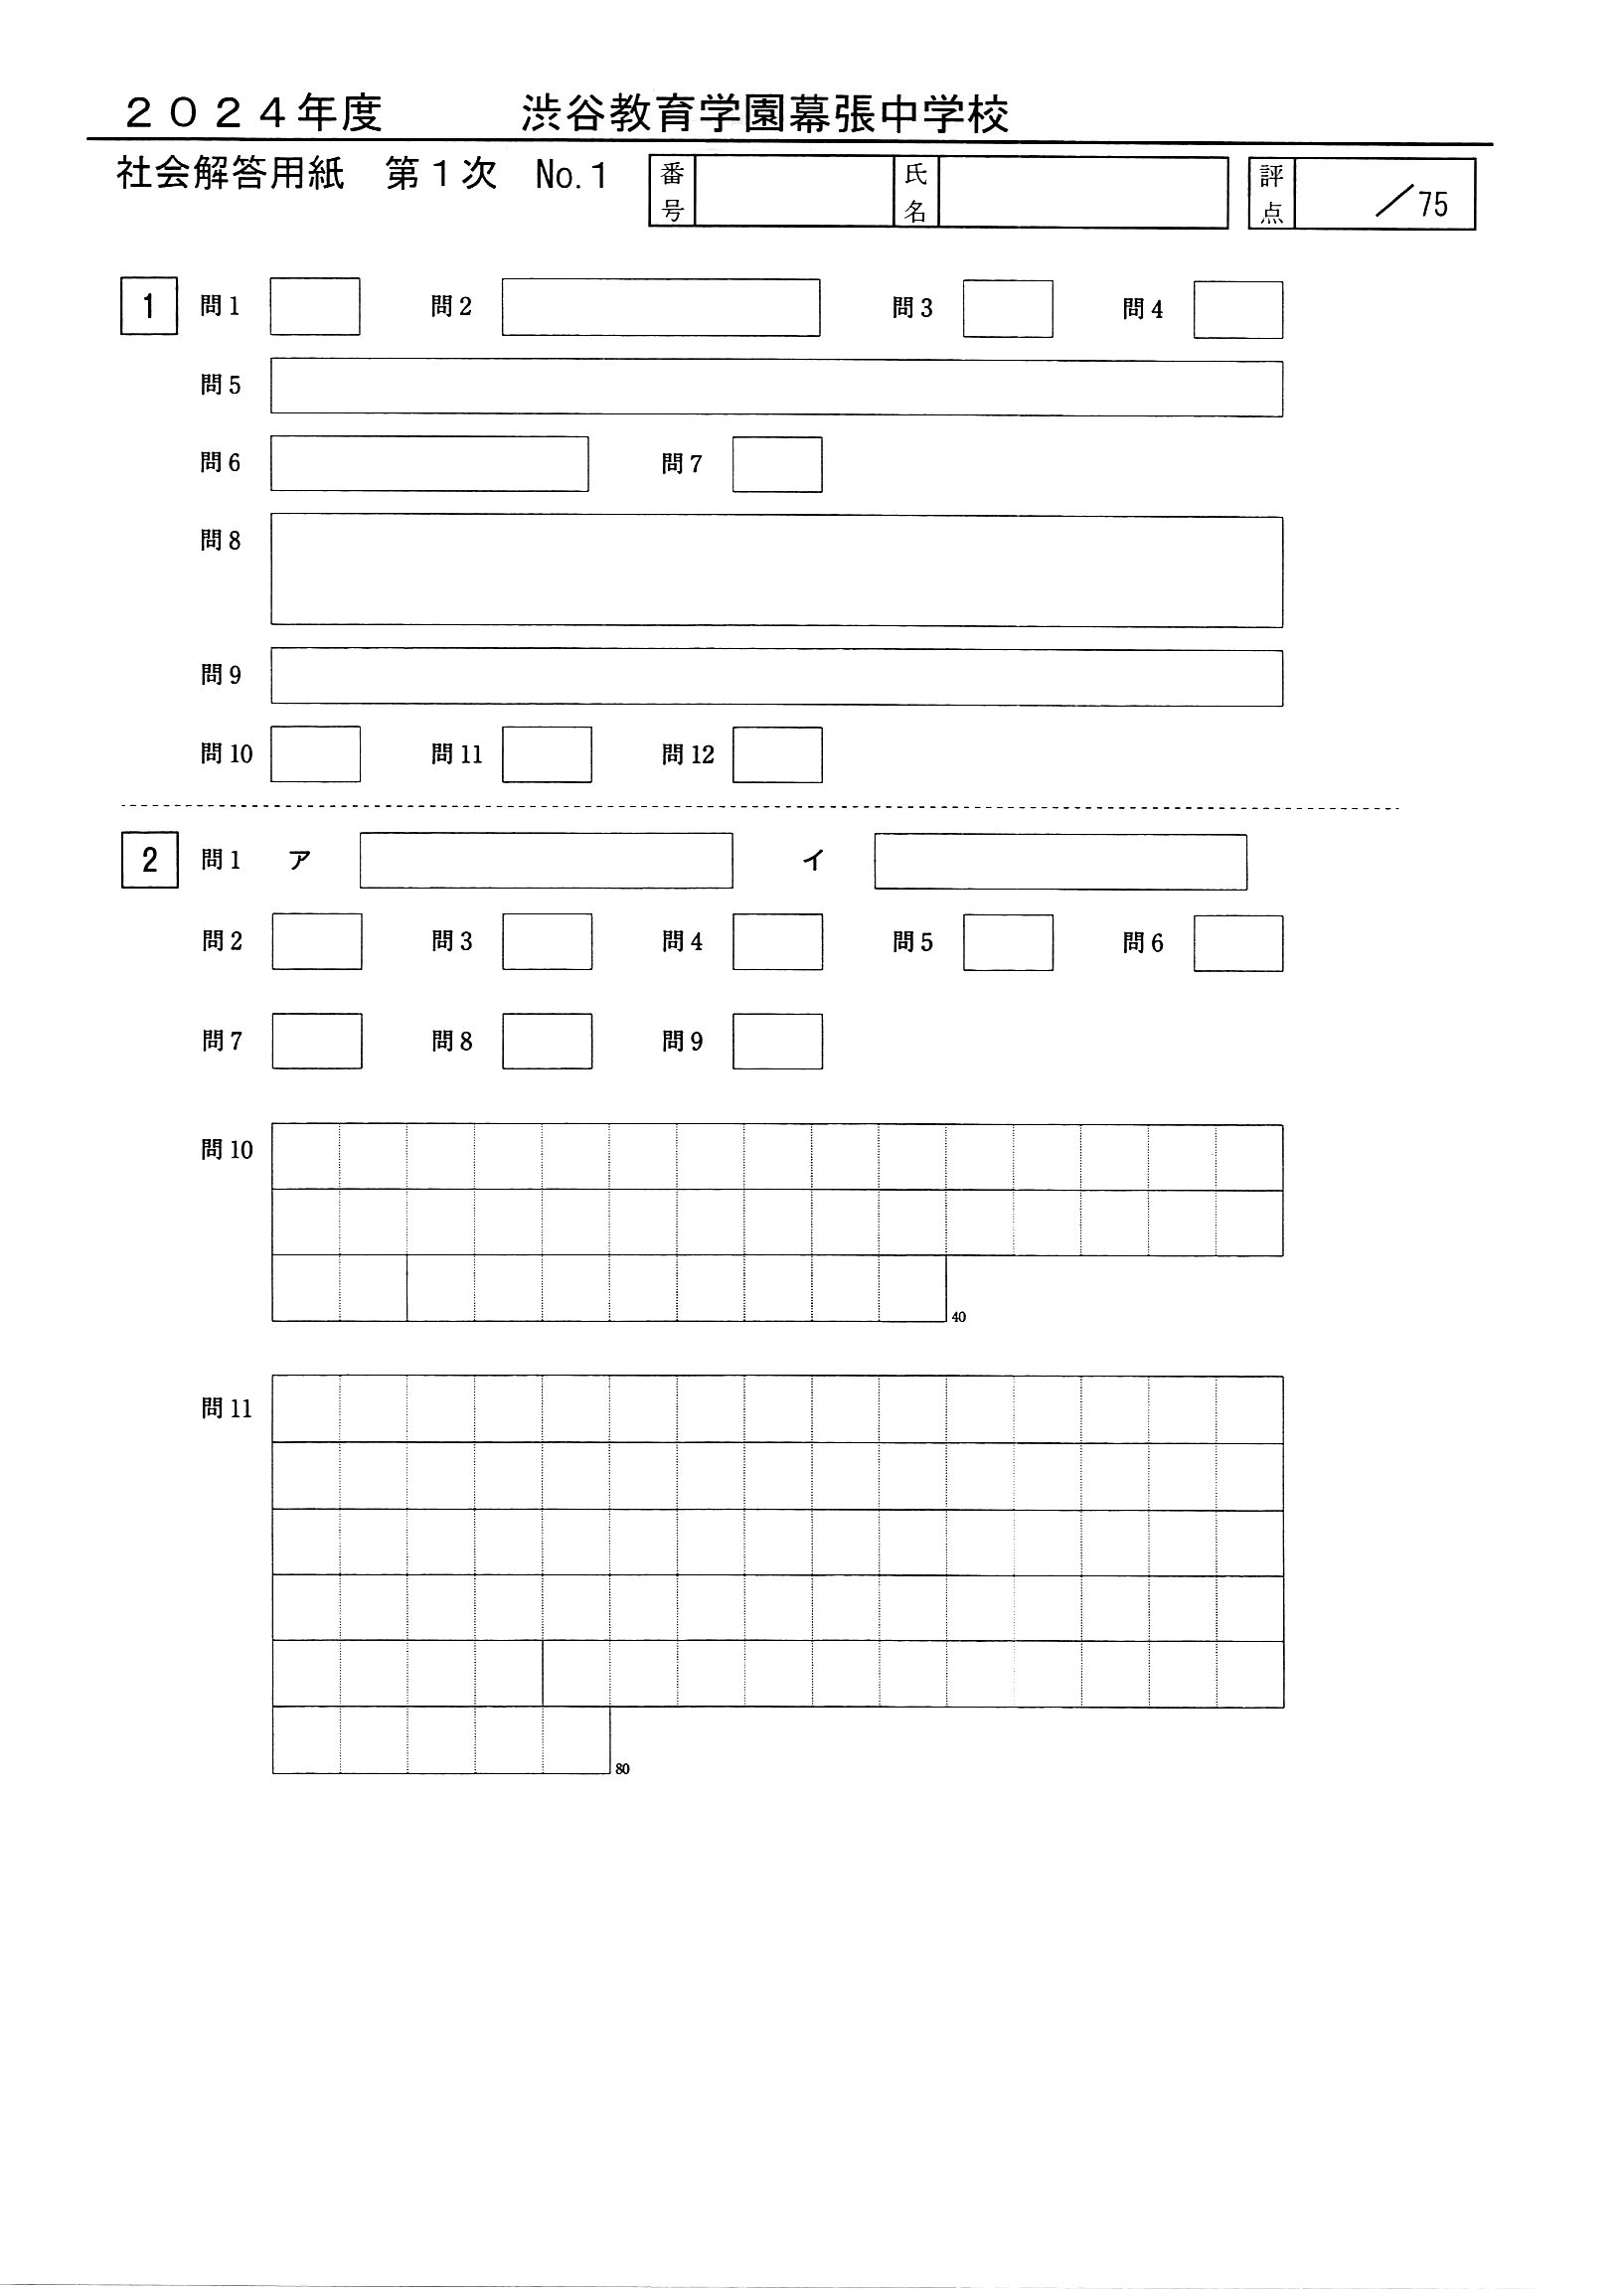 ２０２４年度　渋谷教育学園幕張中学校
社会解答用紙　第１次　No.1　番号　氏名　評点　／75
1　問1　問2　問3　問4
問5
問6　問7
問8
問9
問10　問11　問12
2　問1　ア　イ
問2　問3　問4　問5　問6
問7　問8　問9
問10
40
問11
80